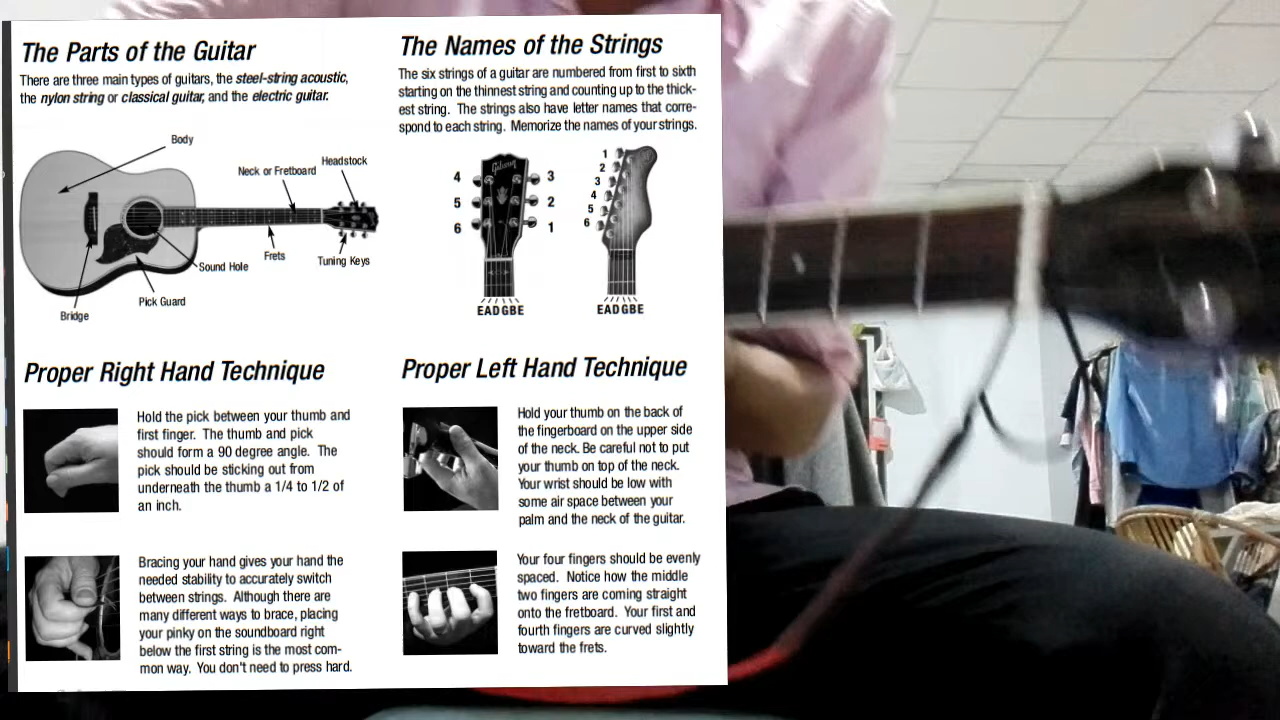 The Parts of the Guitar
There are three main types of guitars, the steel-string acoustic,
the nylon string or classical guitar, and the electric guitar.
Body
Neck or Fretboard
Headstock
Sound Hole
Frets
Tuning Keys
Pick Guard
Bridge
The Names of the Strings
The six strings of a guitar are numbered from first to sixth
starting on the thinnest string and counting up to the thick-
est string. The strings also have letter names that corre-
spond to each string. Memorize the names of your strings.
Gibson
4 3
5 2
6 1
EADGBE
1
2
3
4
5
6
EADGBE
Proper Right Hand Technique
Hold the pick between your thumb and
first finger. The thumb and pick
should form a 90 degree angle. The
pick should be sticking out from
underneath the thumb a 1/4 to 1/2 of
an inch.
Bracing your hand gives your hand the
needed stability to accurately switch
between strings. Although there are
many different ways to brace, placing
your pinky on the soundboard right
below the first string is the most com-
mon way. You don't need to press hard.
Proper Left Hand Technique
Hold your thumb on the back of
the fingerboard on the upper side
of the neck. Be careful not to put
your thumb on top of the neck.
Your wrist should be low with
some air space between your
palm and the neck of the guitar.
Your four fingers should be evenly
spaced. Notice how the middle
two fingers are coming straight
onto the fretboard. Your first and
fourth fingers are curved slightly
toward the frets.